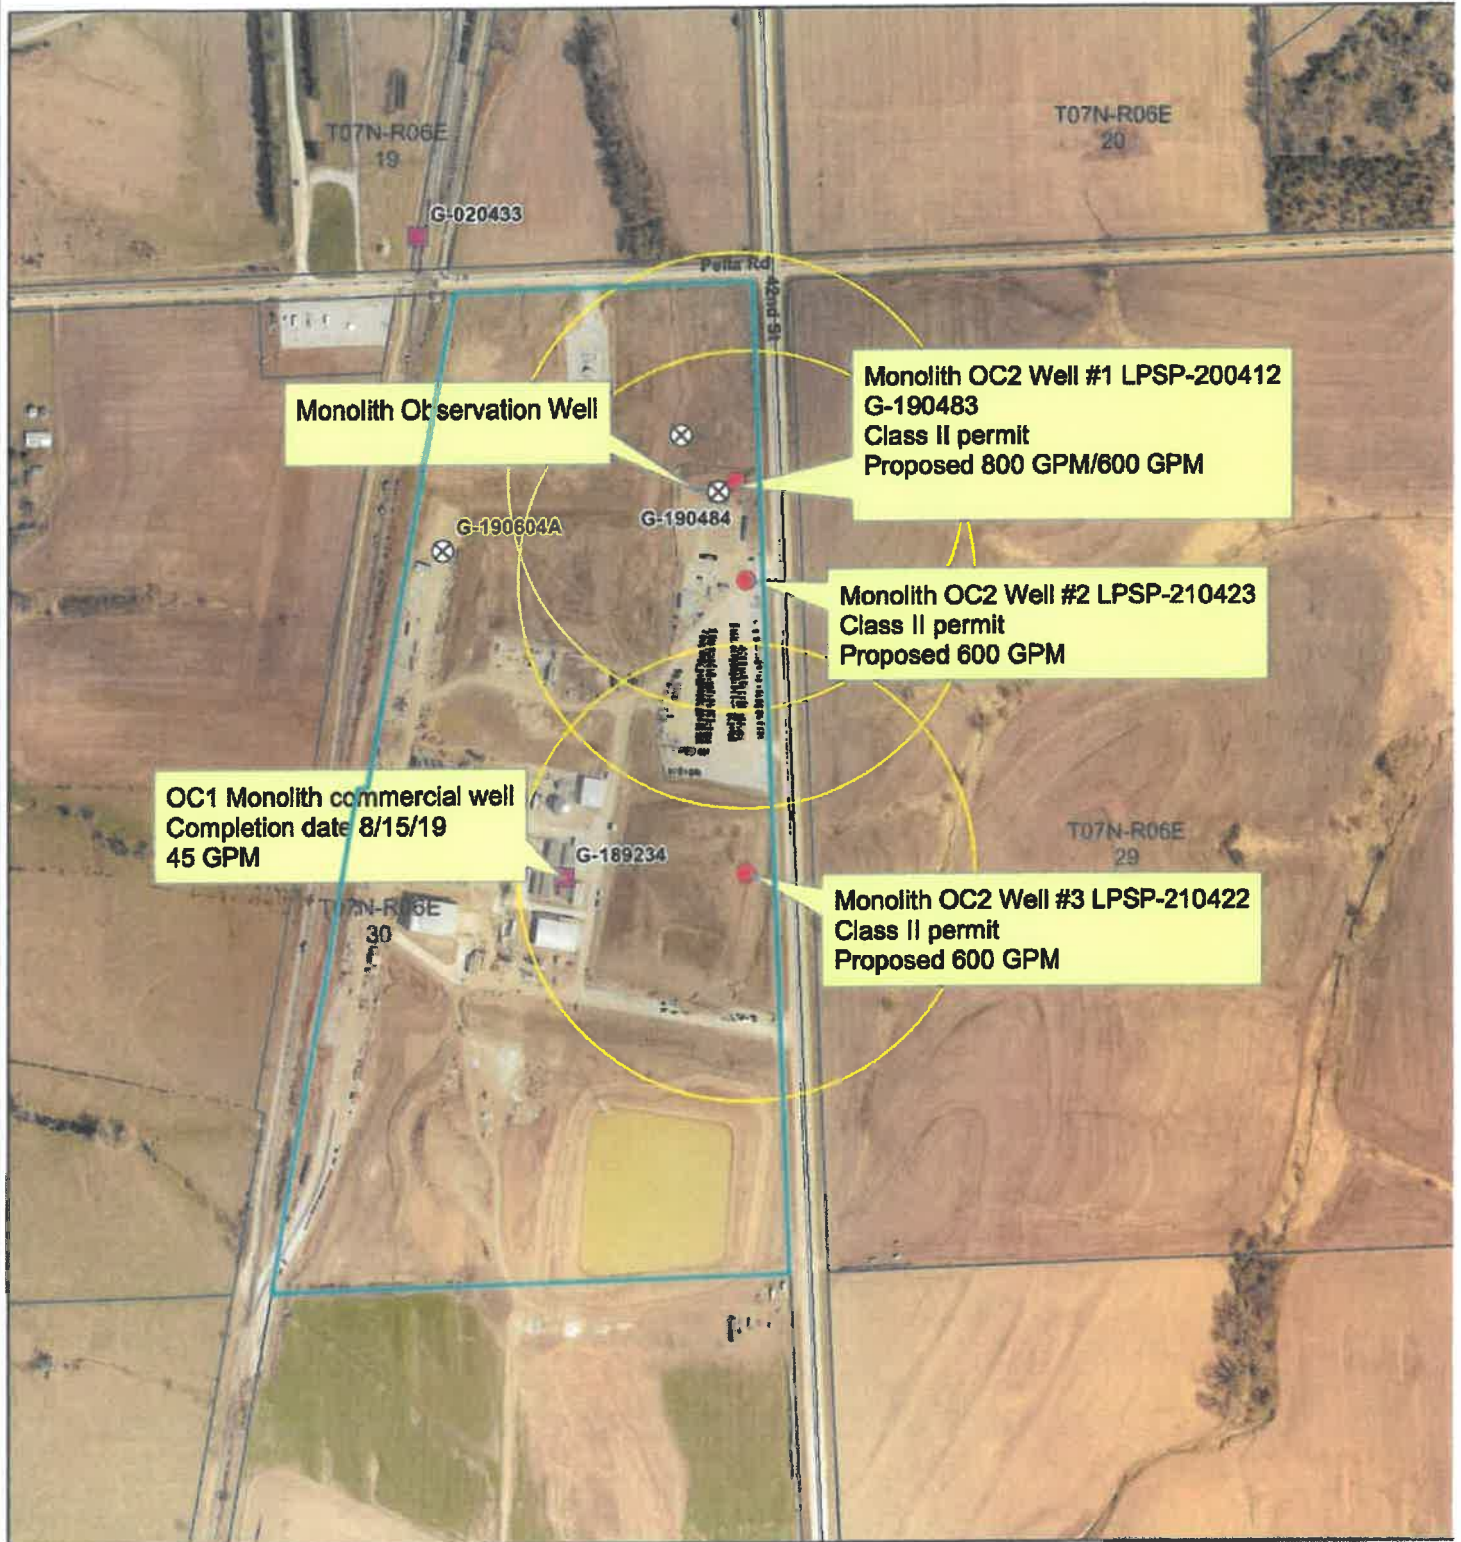 T07N-R06E
19
T07N-R06E
20
G-020433
Pella Rd
42nd St
Monolith Observation Well
Monolith OC2 Well #1 LPSP-200412
G-190483
Class II permit
Proposed 800 GPM/600 GPM
G-190604A
G-190484
Monolith OC2 Well #2 LPSP-210423
Class II permit
Proposed 600 GPM
OC1 Monolith commercial well
Completion date 8/15/19
45 GPM
G-189234
T07N-R06E
29
Monolith OC2 Well #3 LPSP-210422
Class II permit
Proposed 600 GPM
T07N-R06E
30